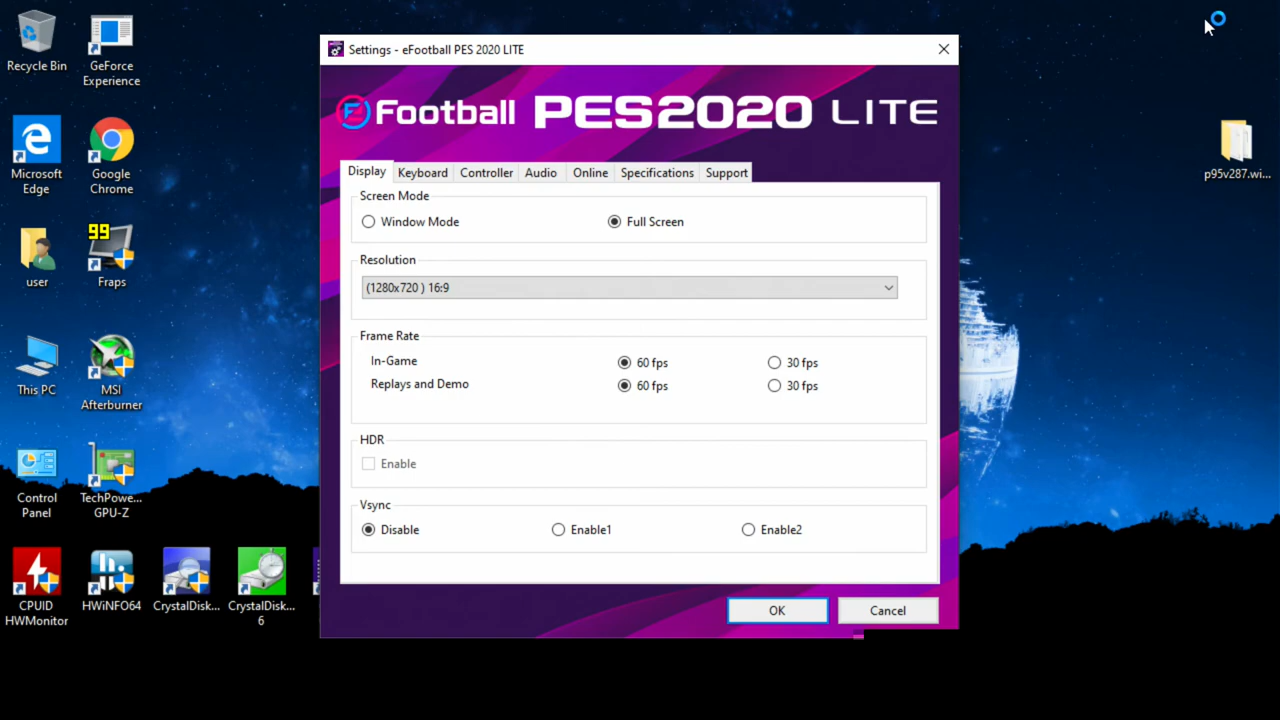 Recycle Bin
GeForce
Experience
Microsoft
Edge
Google
Chrome
user
99
Fraps
This PC
MSI
Afterburner
Control
Panel
TechPowe...
GPU-Z
CPUID
HWMonitor
HWiNFO64
CrystalDisk...
CrystalDisk...
6
Settings - eFootball PES 2020 LITE
eFootball PES2020 LITE
Display
Keyboard
Controller
Audio
Online
Specifications
Support
Screen Mode
Window Mode
Full Screen
Resolution
(1280x720 ) 16:9
Frame Rate
In-Game
60 fps
30 fps
Replays and Demo
60 fps
30 fps
HDR
Enable
Vsync
Disable
Enable1
Enable2
OK
Cancel
p95v287.wi...